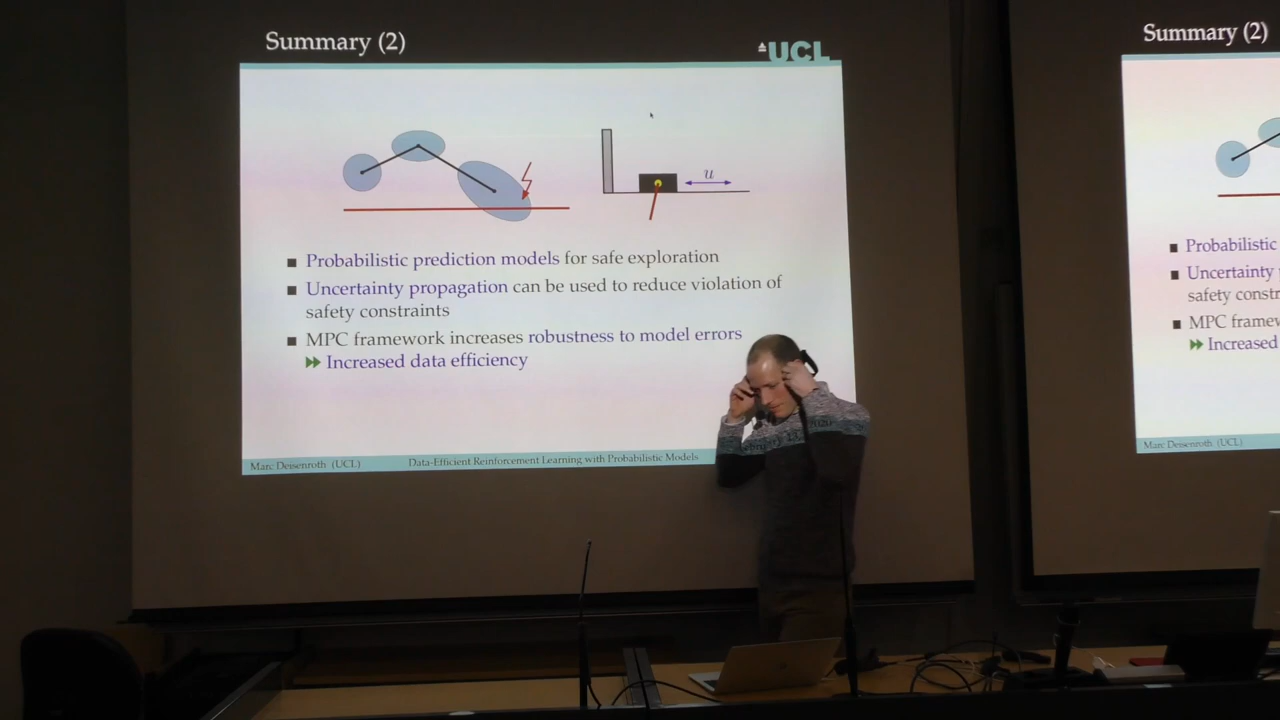 Summary (2)
UCL
u
Probabilistic prediction models for safe exploration
Uncertainty propagation can be used to reduce violation of
safety constraints
MPC framework increases robustness to model errors
Increased data efficiency
Marc Deisenroth (UCL)
Data-Efficient Reinforcement Learning with Probabilistic Models
Summary (2)
Probabilistic
Uncertainty
safety constr
MPC framew
Increased
Marc Deisenroth (UCL)